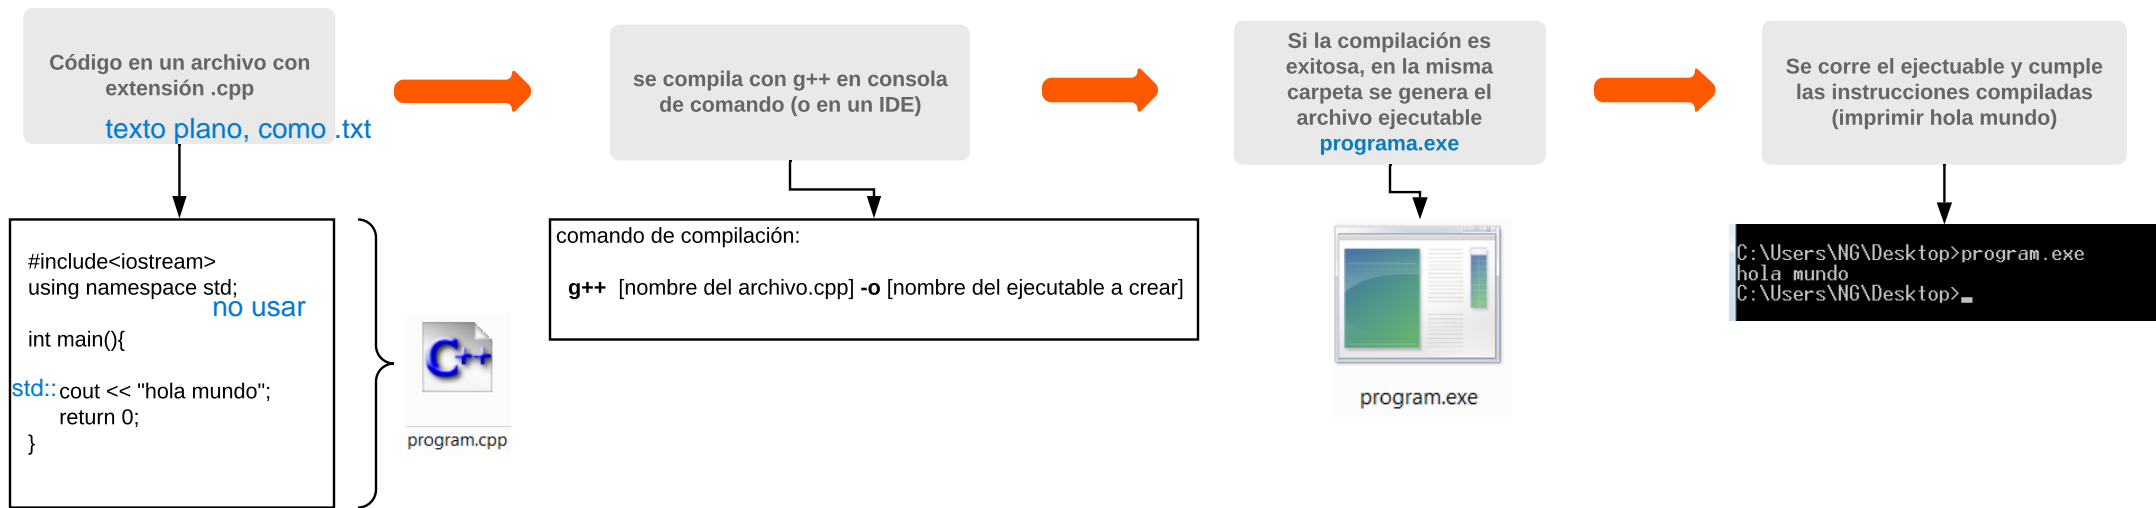 Código en un archivo con
extensión .cpp
texto plano, como .txt
#include<iostream>
using namespace std;
no usar
int main(){
std:: cout << "hola mundo";
return 0;
}
C++
program.cpp
se compila con g++ en consola
de comando (o en un IDE)
comando de compilación:
g++ [nombre del archivo.cpp] -o [nombre del ejecutable a crear]
Si la compilación es
exitosa, en la misma
carpeta se genera el
archivo ejecutable
programa.exe
program.exe
Se corre el ejectuable y cumple
las instrucciones compiladas
(imprimir hola mundo)
C:\Users\NG\Desktop>program.exe
hola mundo
C:\Users\NG\Desktop>_